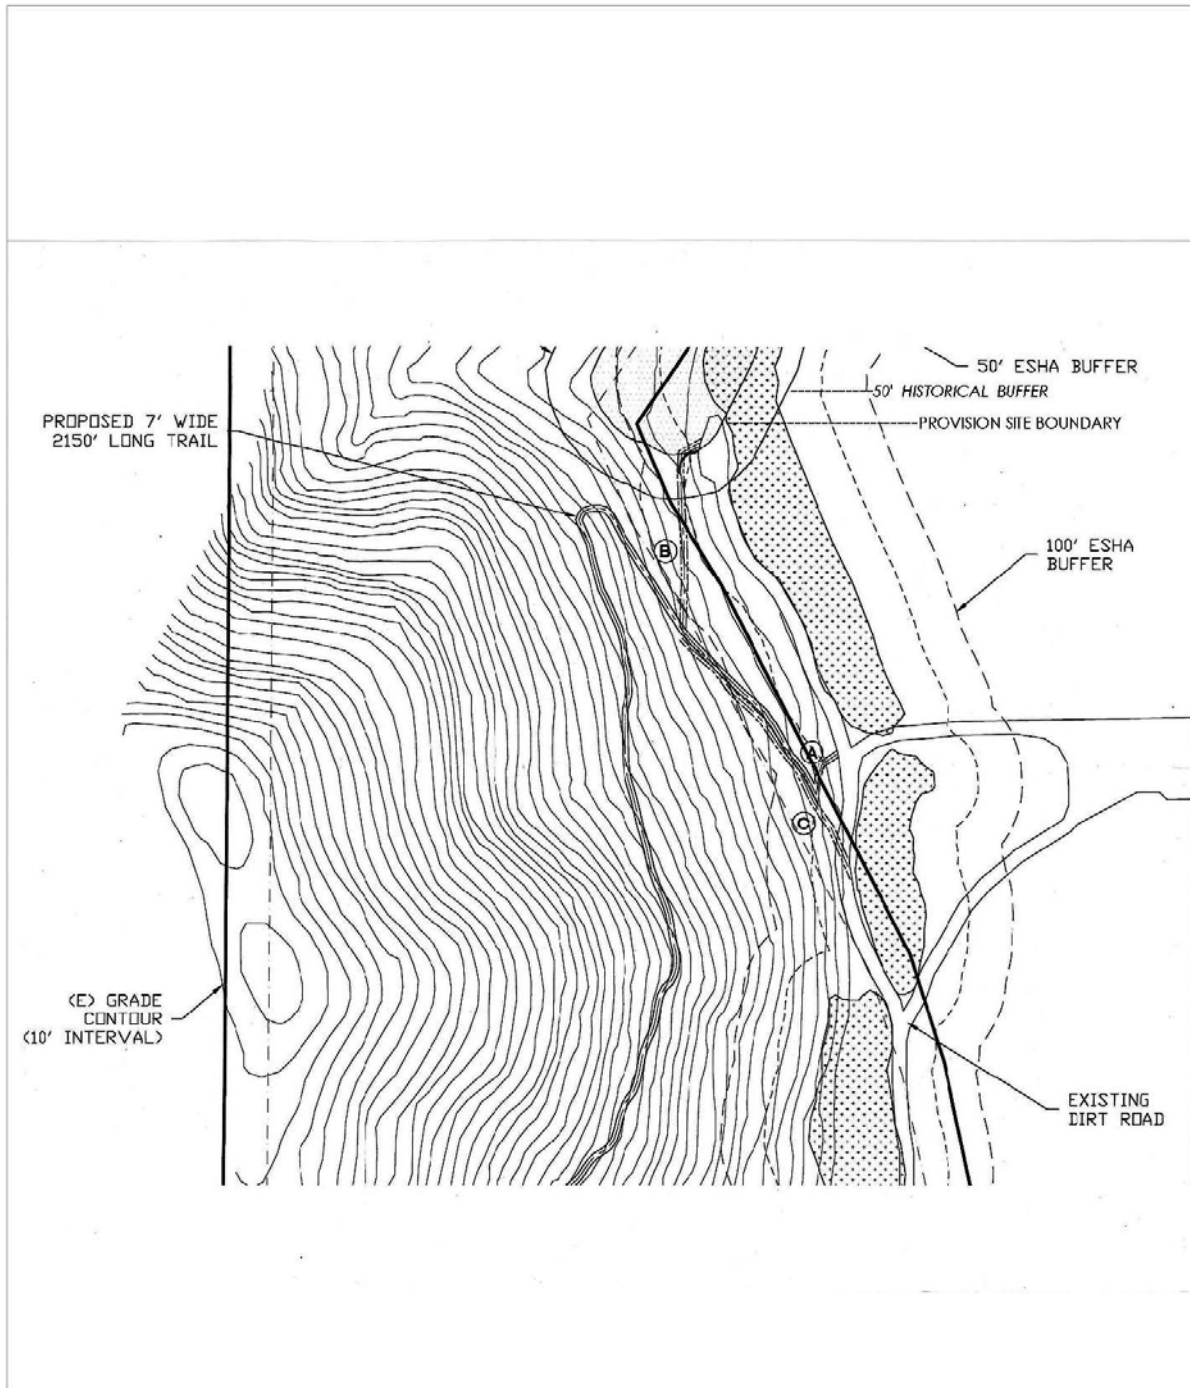 50' ESHA BUFFER
50' HISTORICAL BUFFER
PROVISION SITE BOUNDARY
PROPOSED 7' WIDE
2150' LONG TRAIL
100' ESHA
BUFFER
B
A
C
(E) GRADE
CONTOUR
(10' INTERVAL)
EXISTING
DIRT ROAD